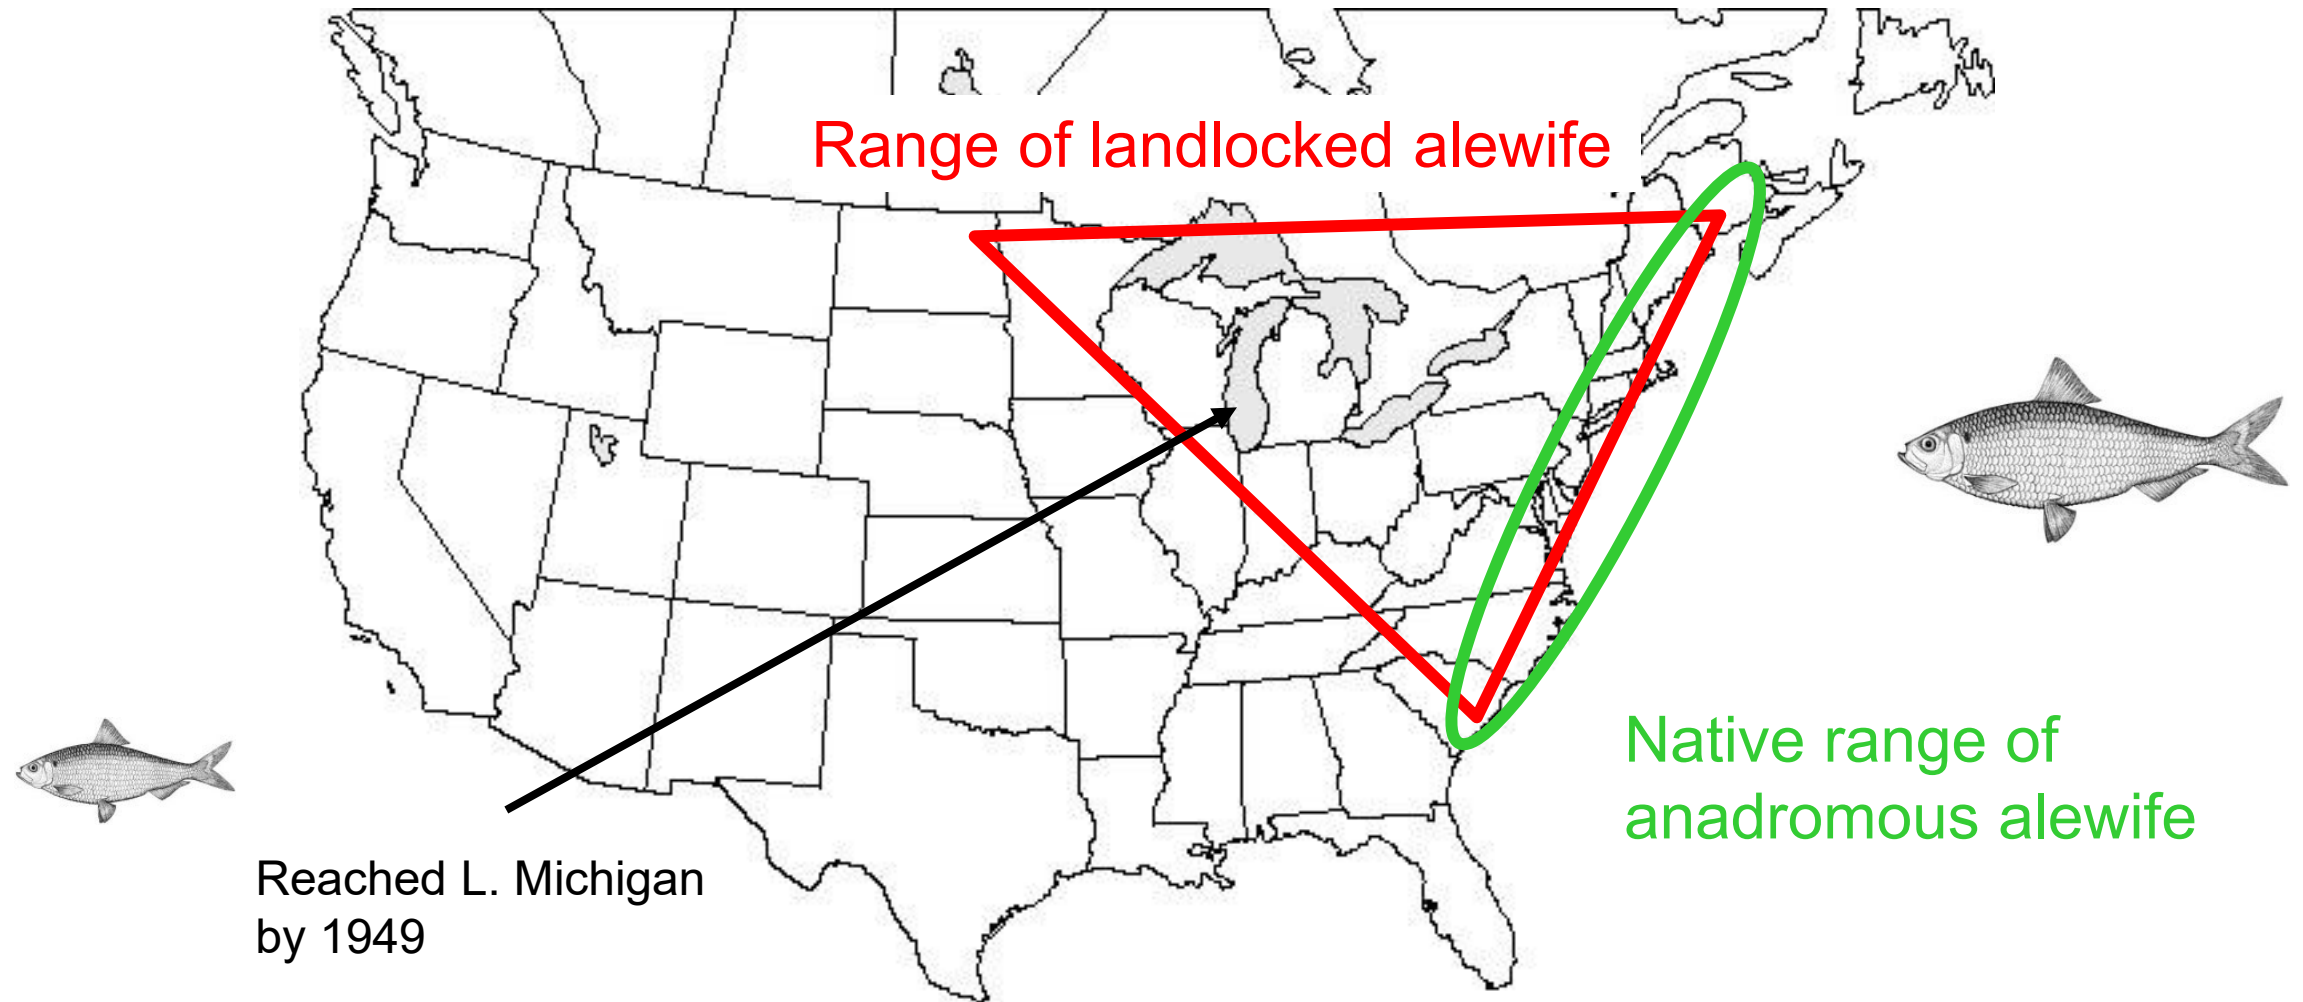 Range of landlocked alewife
Native range of
anadromous alewife
Reached L. Michigan
by 1949